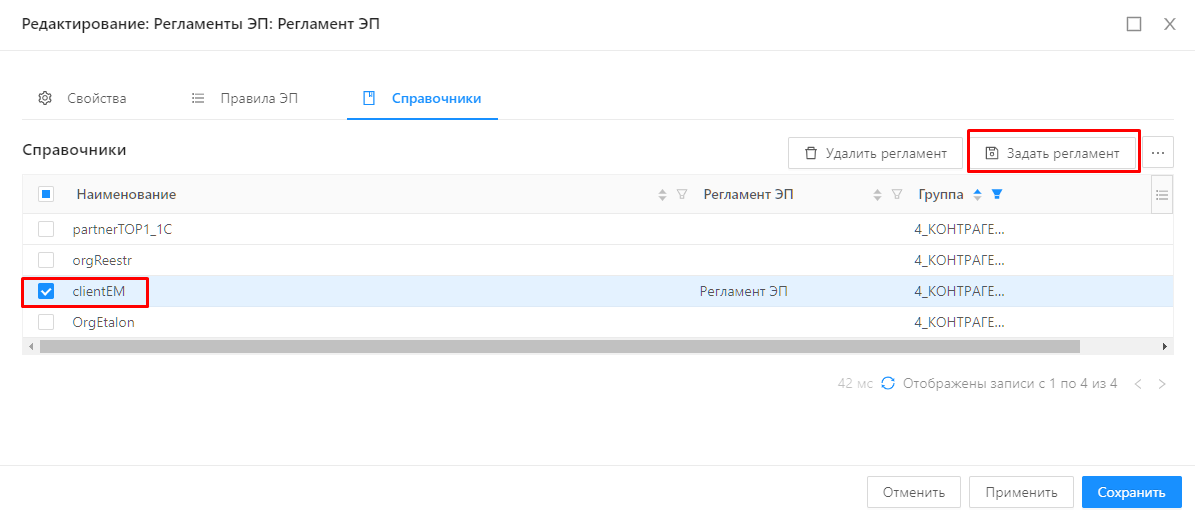 Редактирование: Регламенты ЭП: Регламент ЭП
Свойства Правила ЭП Справочники
Справочники Удалить регламент Задать регламент ...
Наименование Регламент ЭП Группа
partnerTOP1_1C 4_КОНТРАГЕ...
orgReestr 4_КОНТРАГЕ...
clientEM Регламент ЭП 4_КОНТРАГЕ...
OrgEtalon 4_КОНТРАГЕ...
42 мс Отображены записи с 1 по 4 из 4
Отменить Применить Сохранить